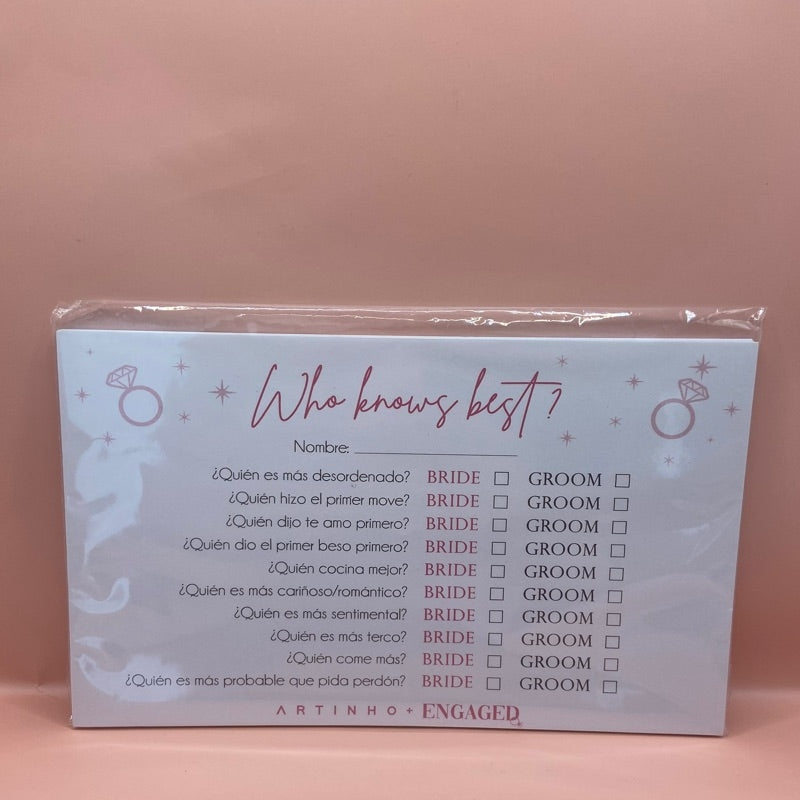 Who knows best?
Nombre:
¿Quién es más desordenado? BRIDE GROOM
¿Quién hizo el primer move? BRIDE GROOM
¿Quién dijo te amo primero? BRIDE GROOM
¿Quién dio el primer beso primero? BRIDE GROOM
¿Quién cocina mejor? BRIDE GROOM
¿Quién es más cariñoso/romántico? BRIDE GROOM
¿Quién es más sentimental? BRIDE GROOM
¿Quién es más terco? BRIDE GROOM
¿Quién come más? BRIDE GROOM
¿Quién es más probable que pida perdón? BRIDE GROOM
ARTINHO + ENGAGED